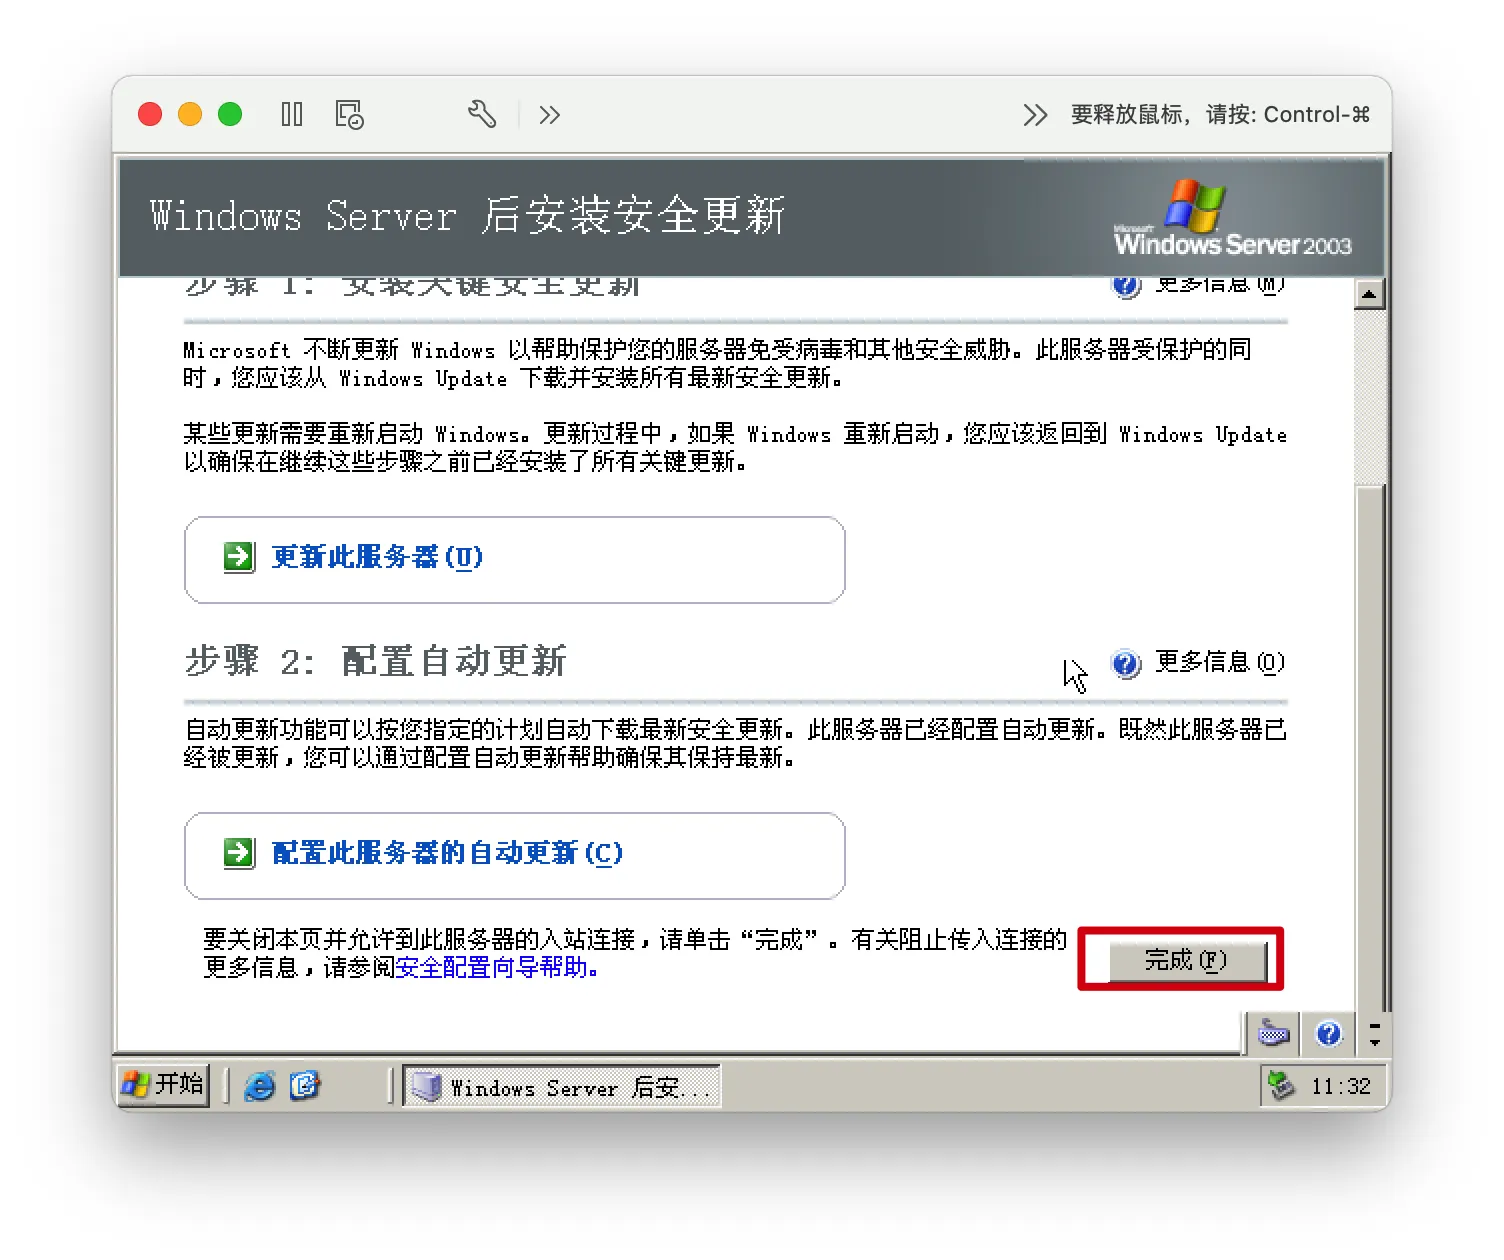 要释放鼠标，请按: Control-⌘
Windows Server 后安装安全更新
Microsoft
Windows Server 2003
步骤 1: 安装关键安全更新
更多信息(M)
Microsoft 不断更新 Windows 以帮助保护您的服务器免受病毒和其他安全威胁。此服务器受保护的同
时，您应该从 Windows Update 下载并安装所有最新安全更新。
某些更新需要重新启动 Windows。更新过程中，如果 Windows 重新启动，您应该返回到 Windows Update
以确保在继续这些步骤之前已经安装了所有关键更新。
更新此服务器(U)
步骤 2: 配置自动更新
更多信息(O)
自动更新功能可以按您指定的计划自动下载最新安全更新。此服务器已经配置自动更新。既然此服务器已
经被更新，您可以通过配置自动更新帮助确保其保持最新。
配置此服务器的自动更新(C)
要关闭本页并允许到此服务器的入站连接，请单击“完成”。有关阻止传入连接的
更多信息，请参阅安全配置向导帮助。
完成(F)
开始
Windows Server 后安...
11:32